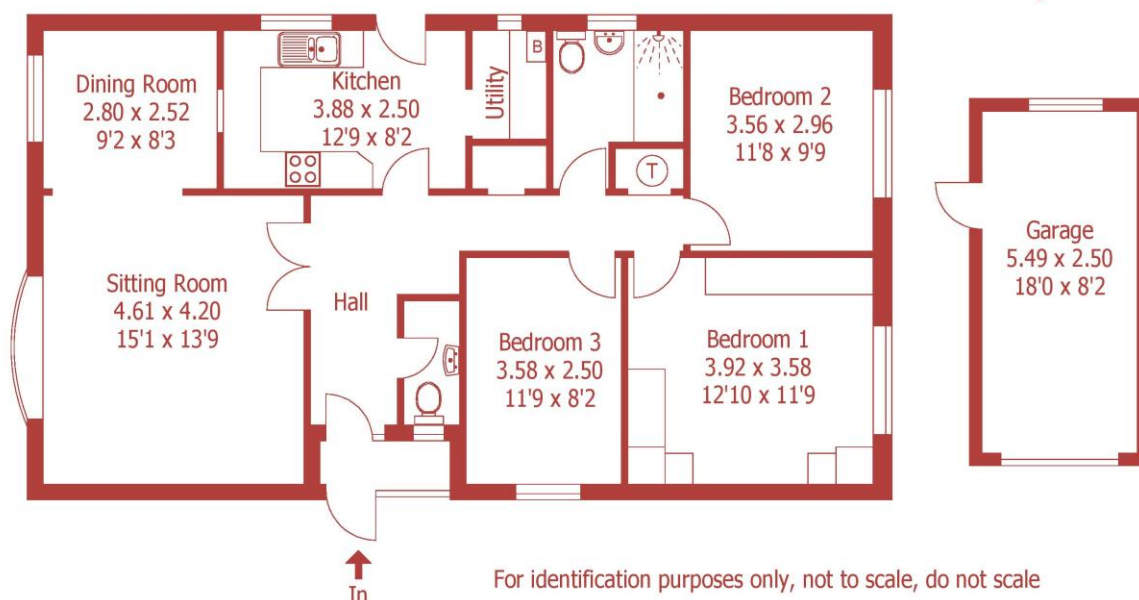 Dining Room
2.80 x 2.52
9'2 x 8'3
Kitchen
3.88 x 2.50
12'9 x 8'2
Utility
B
Bedroom 2
3.56 x 2.96
11'8 x 9'9
T
Sitting Room
4.61 x 4.20
15'1 x 13'9
Hall
Bedroom 3
3.58 x 2.50
11'9 x 8'2
Bedroom 1
3.92 x 3.58
12'10 x 11'9
Garage
5.49 x 2.50
18'0 x 8'2
In
For identification purposes only, not to scale, do not scale